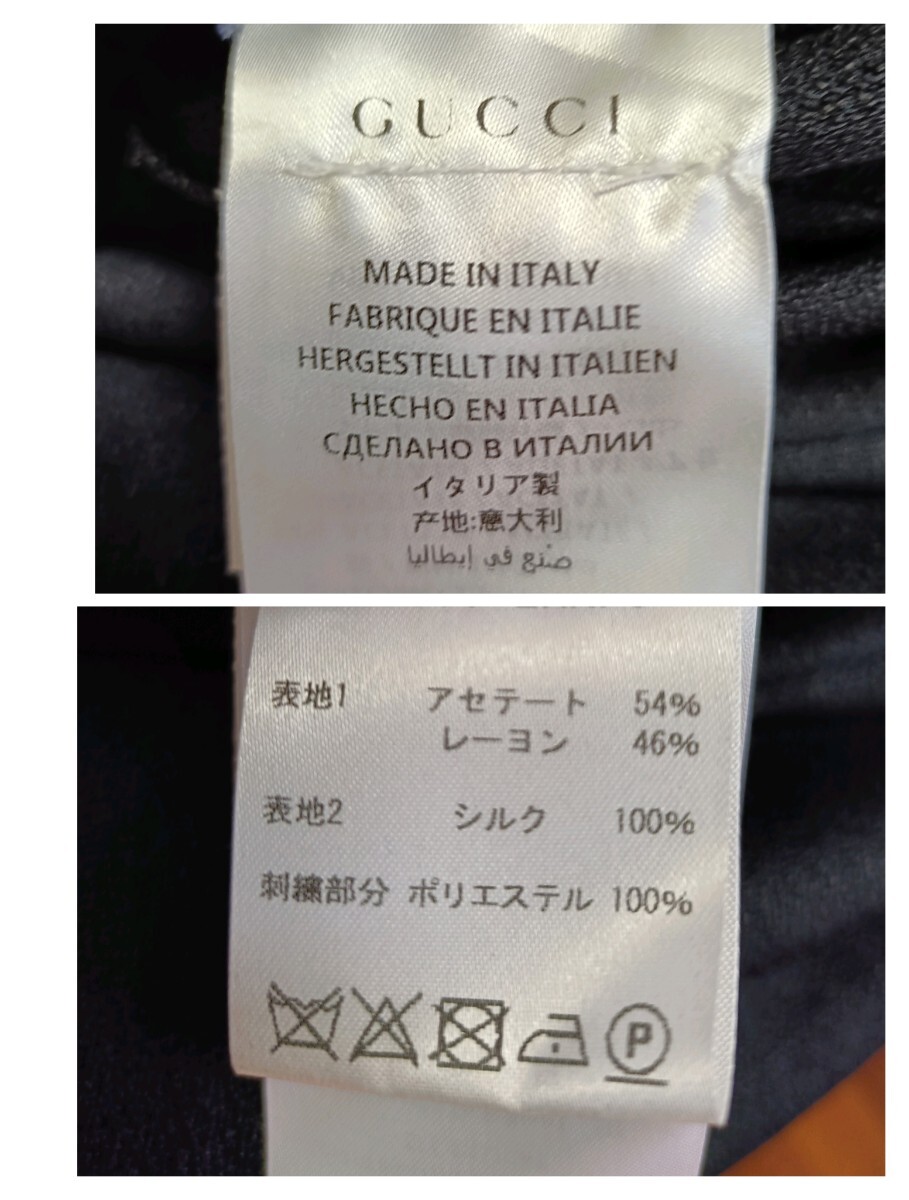 GUCCI
MADE IN ITALY
FABRIQUE EN ITALIE
HERGESTELLT IN ITALIEN
HECHO EN ITALIA
СДЕЛАНО В ИТАЛИИ
イタリア製
产地:意大利
صُنع في إيطاليا
表地1 アセテート 54%
レーヨン 46%
表地2 シルク 100%
刺繍部分 ポリエステル 100%
P